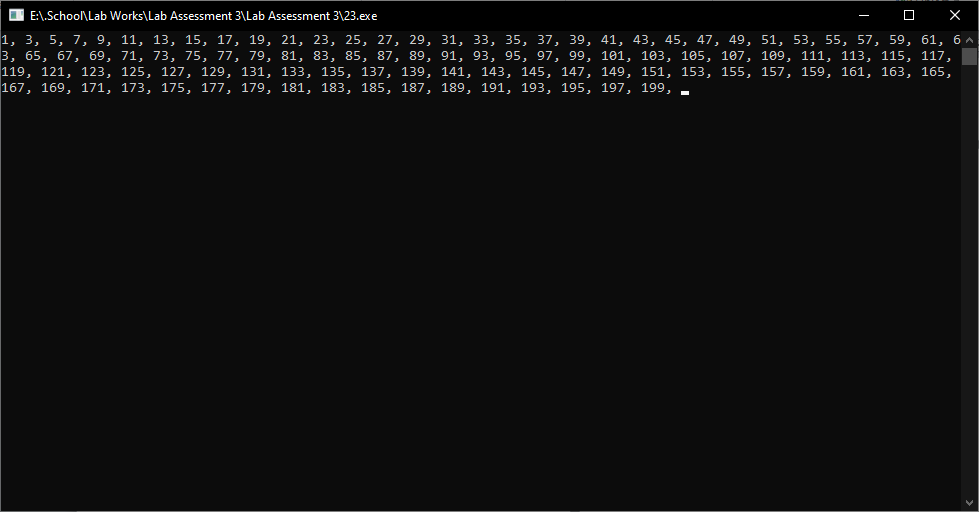 E:\.School\Lab Works\Lab Assessment 3\Lab Assessment 3\23.exe
1, 3, 5, 7, 9, 11, 13, 15, 17, 19, 21, 23, 25, 27, 29, 31, 33, 35, 37, 39, 41, 43, 45, 47, 49, 51, 53, 55, 57, 59, 61, 6
3, 65, 67, 69, 71, 73, 75, 77, 79, 81, 83, 85, 87, 89, 91, 93, 95, 97, 99, 101, 103, 105, 107, 109, 111, 113, 115, 117,
119, 121, 123, 125, 127, 129, 131, 133, 135, 137, 139, 141, 143, 145, 147, 149, 151, 153, 155, 157, 159, 161, 163, 165,
167, 169, 171, 173, 175, 177, 179, 181, 183, 185, 187, 189, 191, 193, 195, 197, 199,